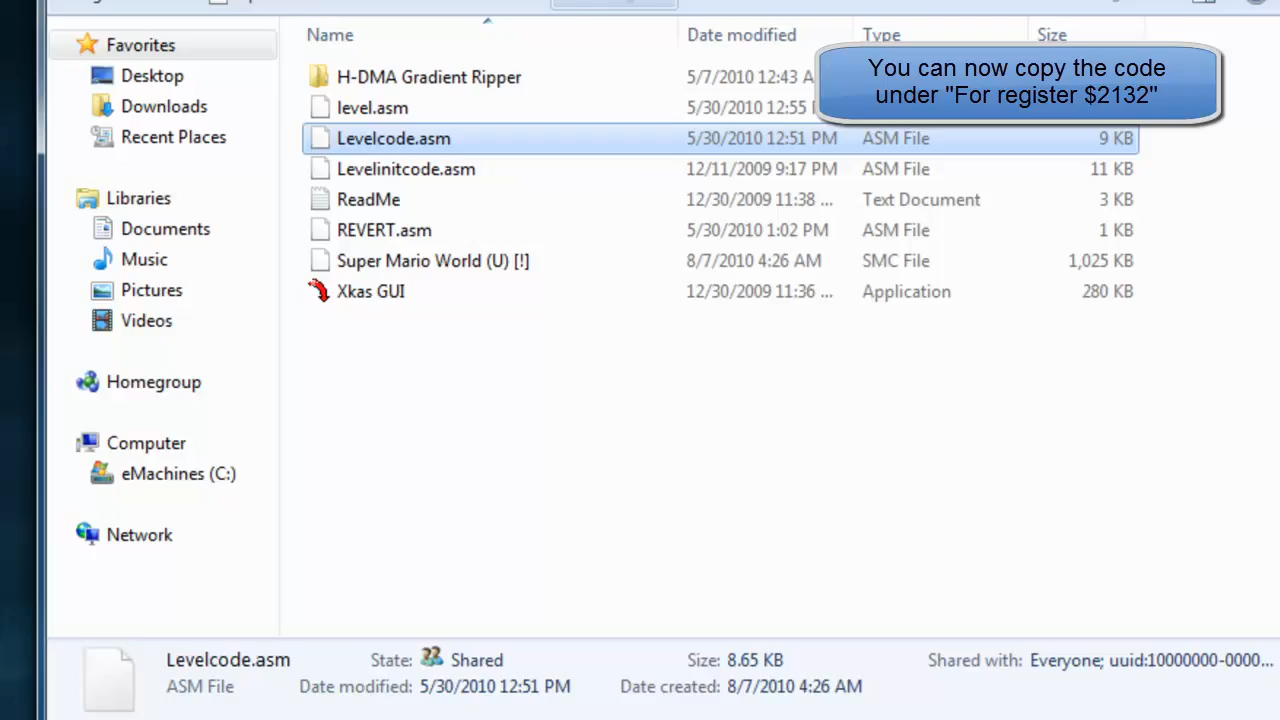 Favorites
Desktop
Downloads
Recent Places
Libraries
Documents
Music
Pictures
Videos
Homegroup
Computer
eMachines (C:)
Network
Name Date modified Type Size
H-DMA Gradient Ripper 5/7/2010 12:43 A
level.asm 5/30/2010 12:55
Levelcode.asm 5/30/2010 12:51 PM ASM File 9 KB
Levelinitcode.asm 12/11/2009 9:17 PM ASM File 11 KB
ReadMe 12/30/2009 11:38 ... Text Document 3 KB
REVERT.asm 5/30/2010 1:02 PM ASM File 1 KB
Super Mario World (U) [!] 8/7/2010 4:26 AM SMC File 1,025 KB
Xkas GUI 12/30/2009 11:36 ... Application 280 KB
You can now copy the code
under "For register $2132"
Levelcode.asm State: Shared Size: 8.65 KB Shared with: Everyone; uuid:10000000-0000...
ASM File Date modified: 5/30/2010 12:51 PM Date created: 8/7/2010 4:26 AM